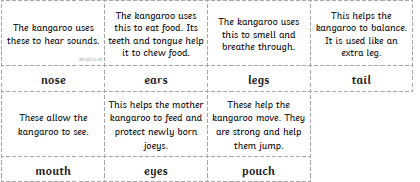 The kangaroo uses
these to hear sounds.
The kangaroo uses
this to eat food. Its
teeth and tongue help
it to chew food.
The kangaroo uses
this to smell and
breathe through.
This helps the
kangaroo to balance.
It is used like an
extra leg.
nose
ears
legs
tail
These allow the
kangaroo to see.
This helps the mother
kangaroo to feed and
protect newly born
joeys.
These help the
kangaroo move. They
are strong and help
them jump.
mouth
eyes
pouch